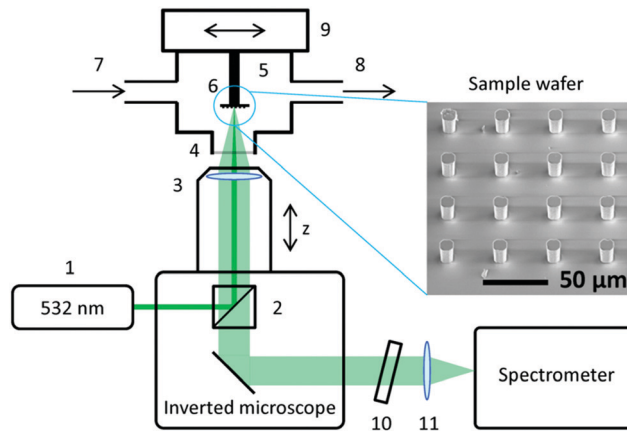 9
7
8
5
6
Sample wafer
4
3
z
50 μm
1
532 nm
2
Spectrometer
Inverted microscope
10
11